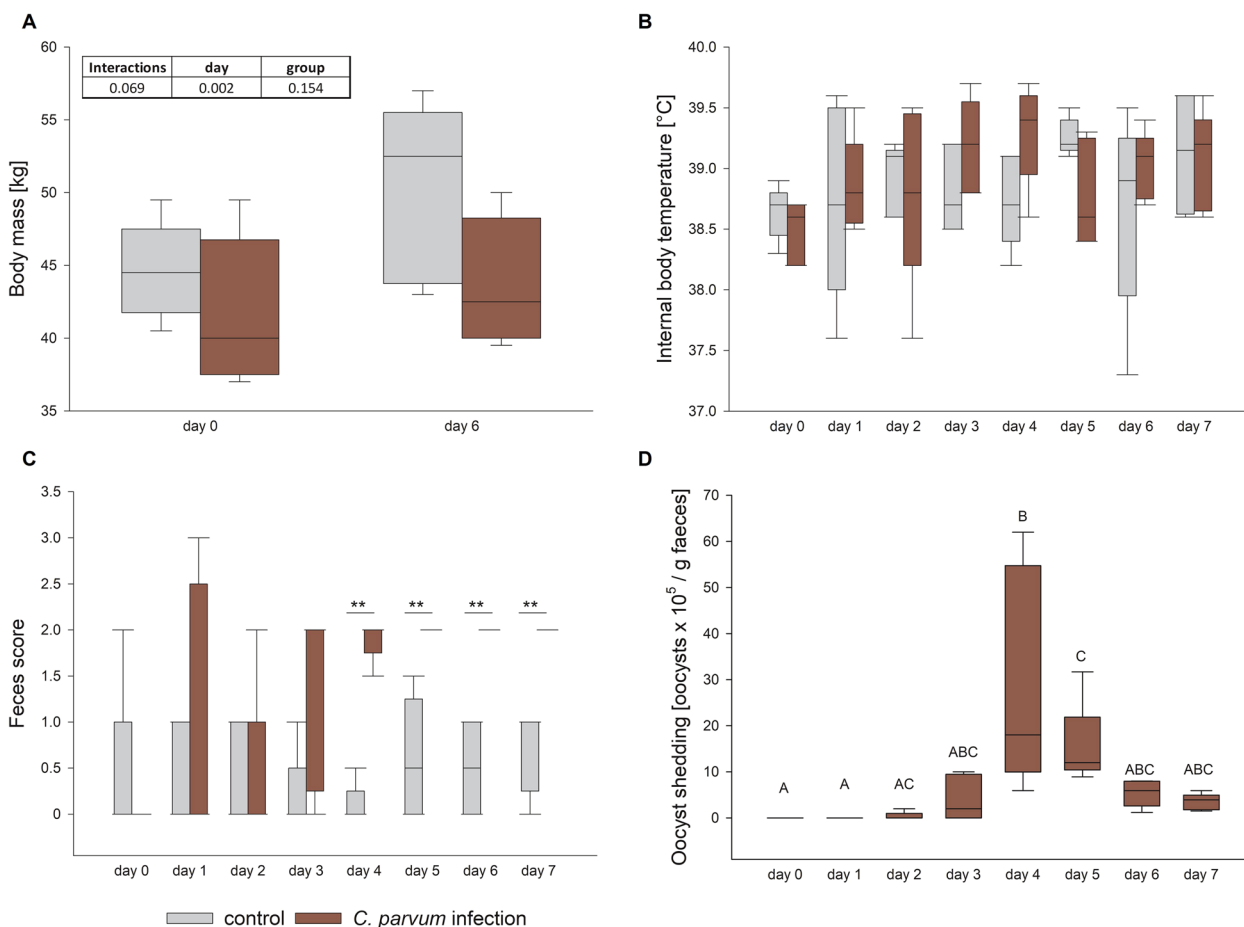 A
Body mass [kg]
60
55
50
45
40
35
Interactions day group
0.069 0.002 0.154
day 0 day 6
B
Internal body temperature [°C]
40.0
39.5
39.0
38.5
38.0
37.5
37.0
day 0 day 1 day 2 day 3 day 4 day 5 day 6 day 7
C
Feces score
3.5
3.0
2.5
2.0
1.5
1.0
0.5
0
** ** ** **
day 0 day 1 day 2 day 3 day 4 day 5 day 6 day 7
D
Oocyst shedding [oocysts x 10⁵ / g faeces]
70
60
50
40
30
20
10
0
A A AC ABC B C ABC ABC
day 0 day 1 day 2 day 3 day 4 day 5 day 6 day 7
control C. parvum infection